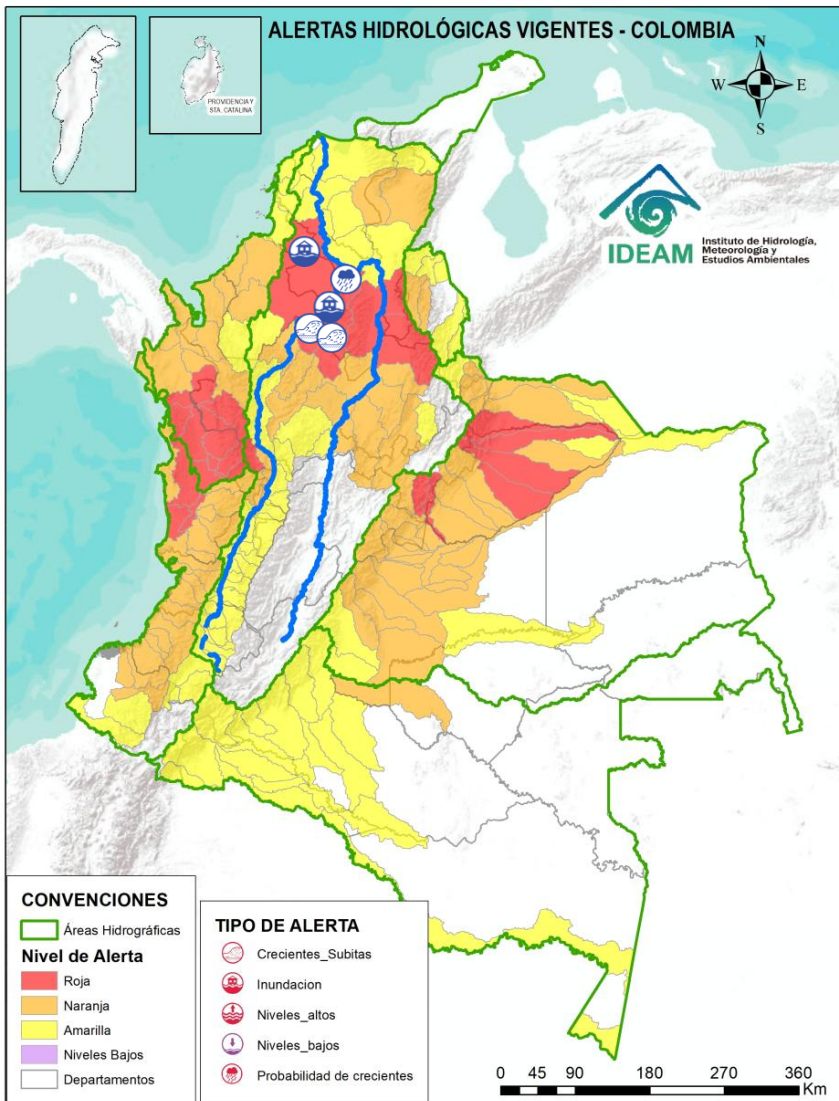 ALERTAS HIDROLÓGICAS VIGENTES - COLOMBIA
PROVIDENCIA Y
STA. CATALINA
N
W
E
S
IDEAM
Instituto de Hidrología,
Meteorología y
Estudios Ambientales
CONVENCIONES
Áreas Hidrográficas
Nivel de Alerta
Roja
Naranja
Amarilla
Niveles Bajos
Departamentos
TIPO DE ALERTA
Crecientes_Subitas
Inundacion
Niveles_altos
Niveles_bajos
Probabilidad de crecientes
0 45 90 180 270 360
Km